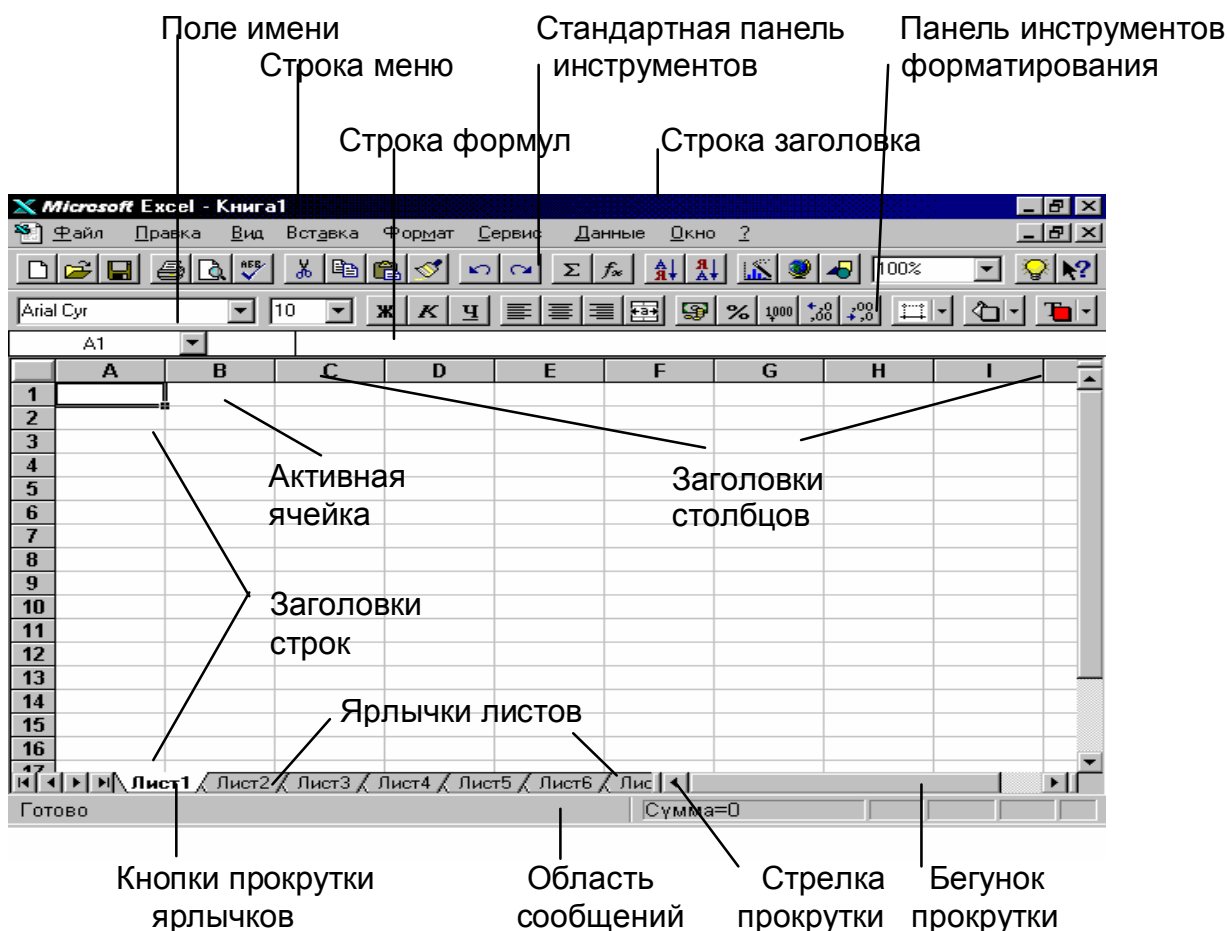 Поле имени Стандартная панель Панель инструментов
Строка меню инструментов форматирования
Строка формул Строка заголовка
Microsoft Excel - Книга1
Файл Правка Вид Вставка Формат Сервис Данные Окно ?
100%
Arial Cyr 10 Ж К Ч % 1000
A1
A B C D E F G H I
1
2
3
4
5
6
7
8
9
10
11
12
13
14
15
16
17
Активная
ячейка
Заголовки
столбцов
Заголовки
строк
Ярлычки листов
Лист1 Лист2 Лист3 Лист4 Лист5 Лист6 Лис
Готово Сумма=0
Кнопки прокрутки Область Стрелка Бегунок
ярлычков сообщений прокрутки прокрутки